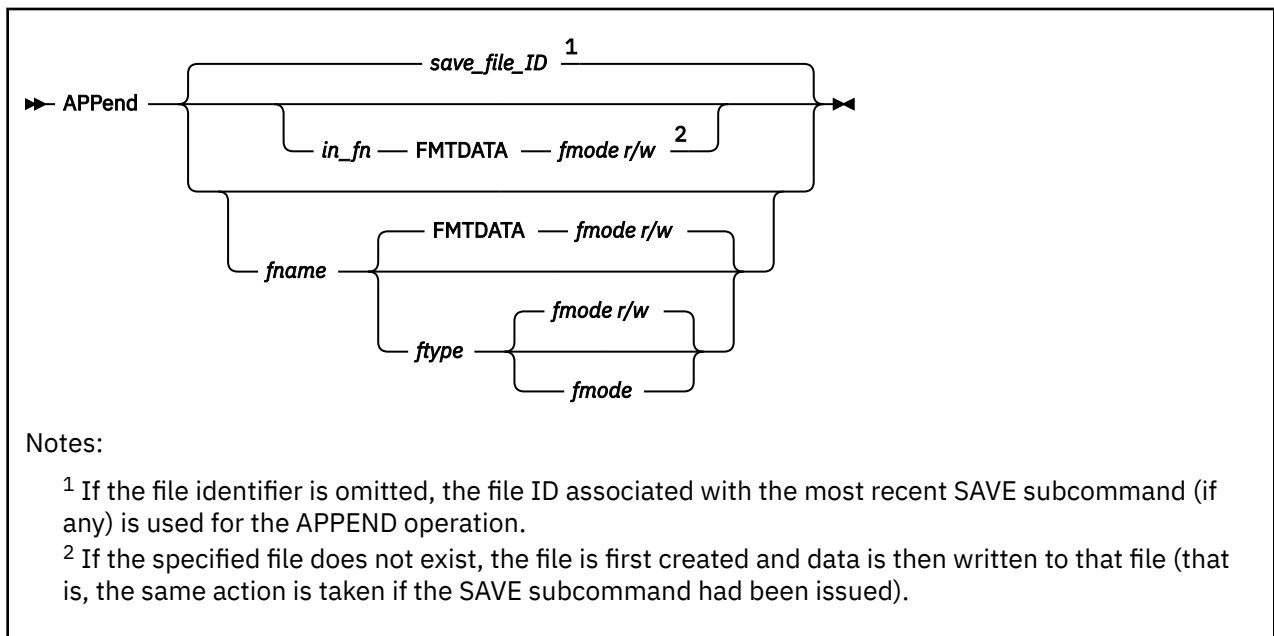 save_file_ID 1
APPend
in_fn FMTDATA fmode r/w 2
FMTDATA fmode r/w
fname
fmode r/w
ftype
fmode
Notes:
1 If the file identifier is omitted, the file ID associated with the most recent SAVE subcommand (if
any) is used for the APPEND operation.
2 If the specified file does not exist, the file is first created and data is then written to that file (that
is, the same action is taken if the SAVE subcommand had been issued).